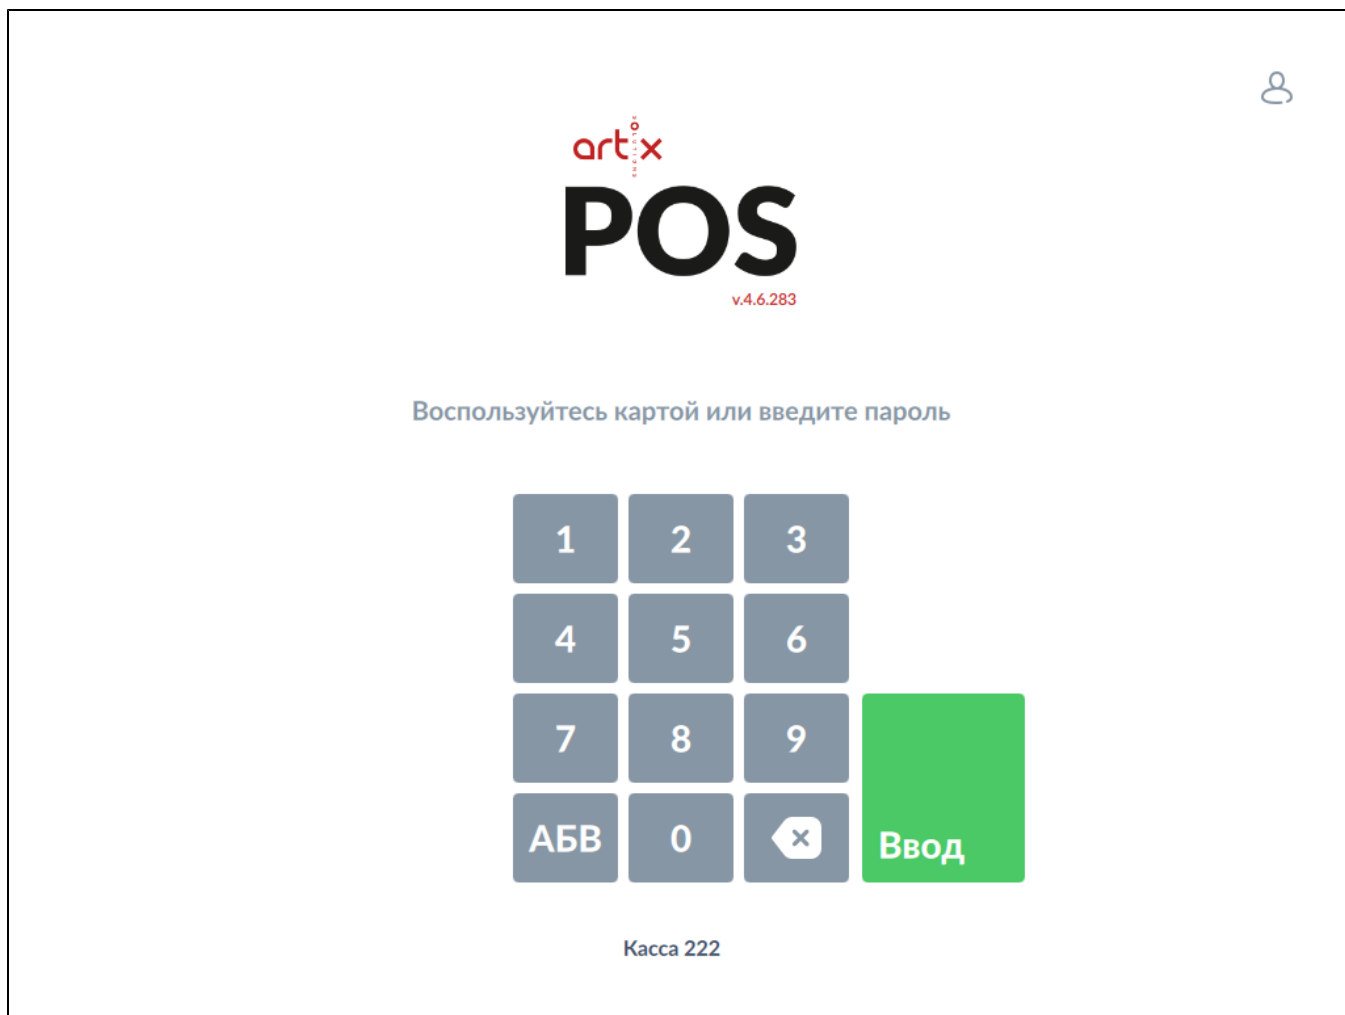 artix
SOLUTIONS
POS
v.4.6.283
Воспользуйтесь картой или введите пароль
1 2 3
4 5 6
7 8 9
АБВ 0
Ввод
Касса 222